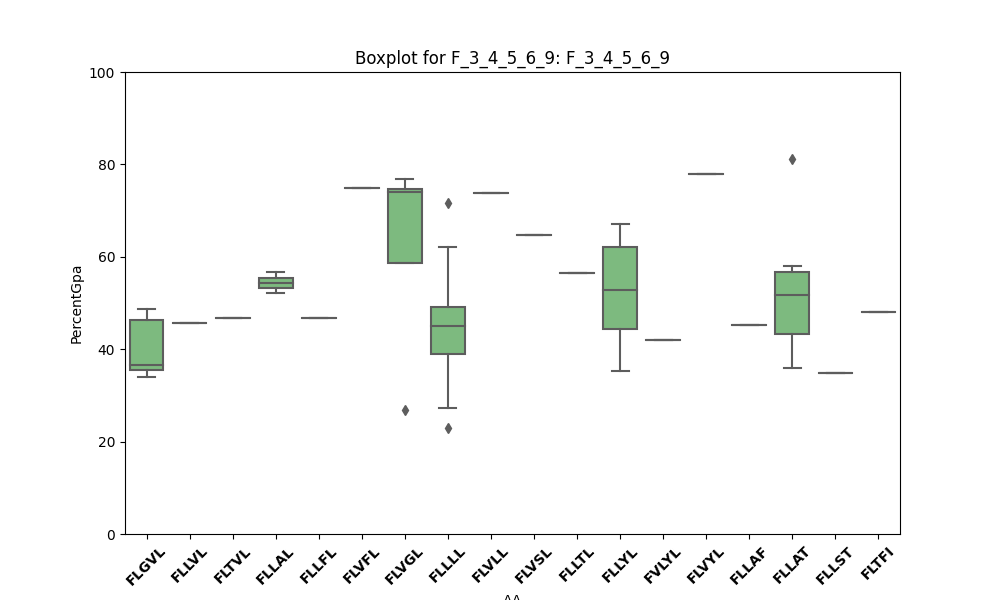 Boxplot for F_3_4_5_6_9: F_3_4_5_6_9
100
80
60
40
20
0
PercentGpa
FLGVL FLLVL FLTVL FLLAL FLLFL FLVFL FLVGL FLLLL FLVLL FLVSL FLLTL FLLYL FVLYL FLVYL FLLAF FLLAT FLLST FLTFI
AA